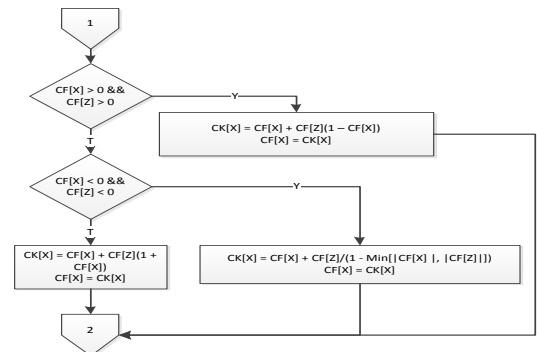 1
CF[X] > 0 &&
CF[Z] > 0
Y
CK[X] = CF[X] + CF[Z](1 – CF[X])
CF[X] = CK[X]
T
CF[X] < 0 &&
CF[Z] < 0
Y
T
CK[X] = CF[X] + CF[Z](1 +
CF[X])
CF[X] = CK[X]
CK[X] = CF[X] + CF[Z]/(1 - Min[|CF[X] |, |CF[Z]|])
CF[X] = CK[X]
2